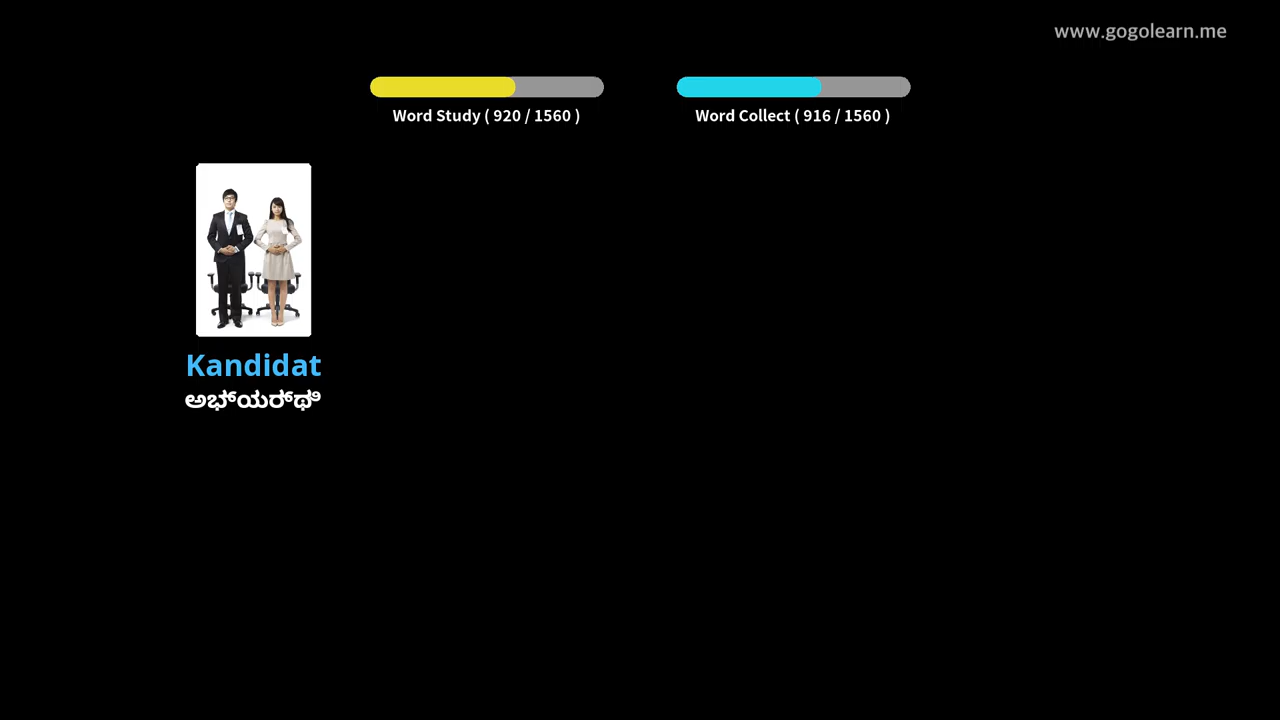 www.gogolearn.me
Word Study ( 920 / 1560 )
Word Collect ( 916 / 1560 )
Kandidat
ಅಭ್ಯರ್ಥಿ